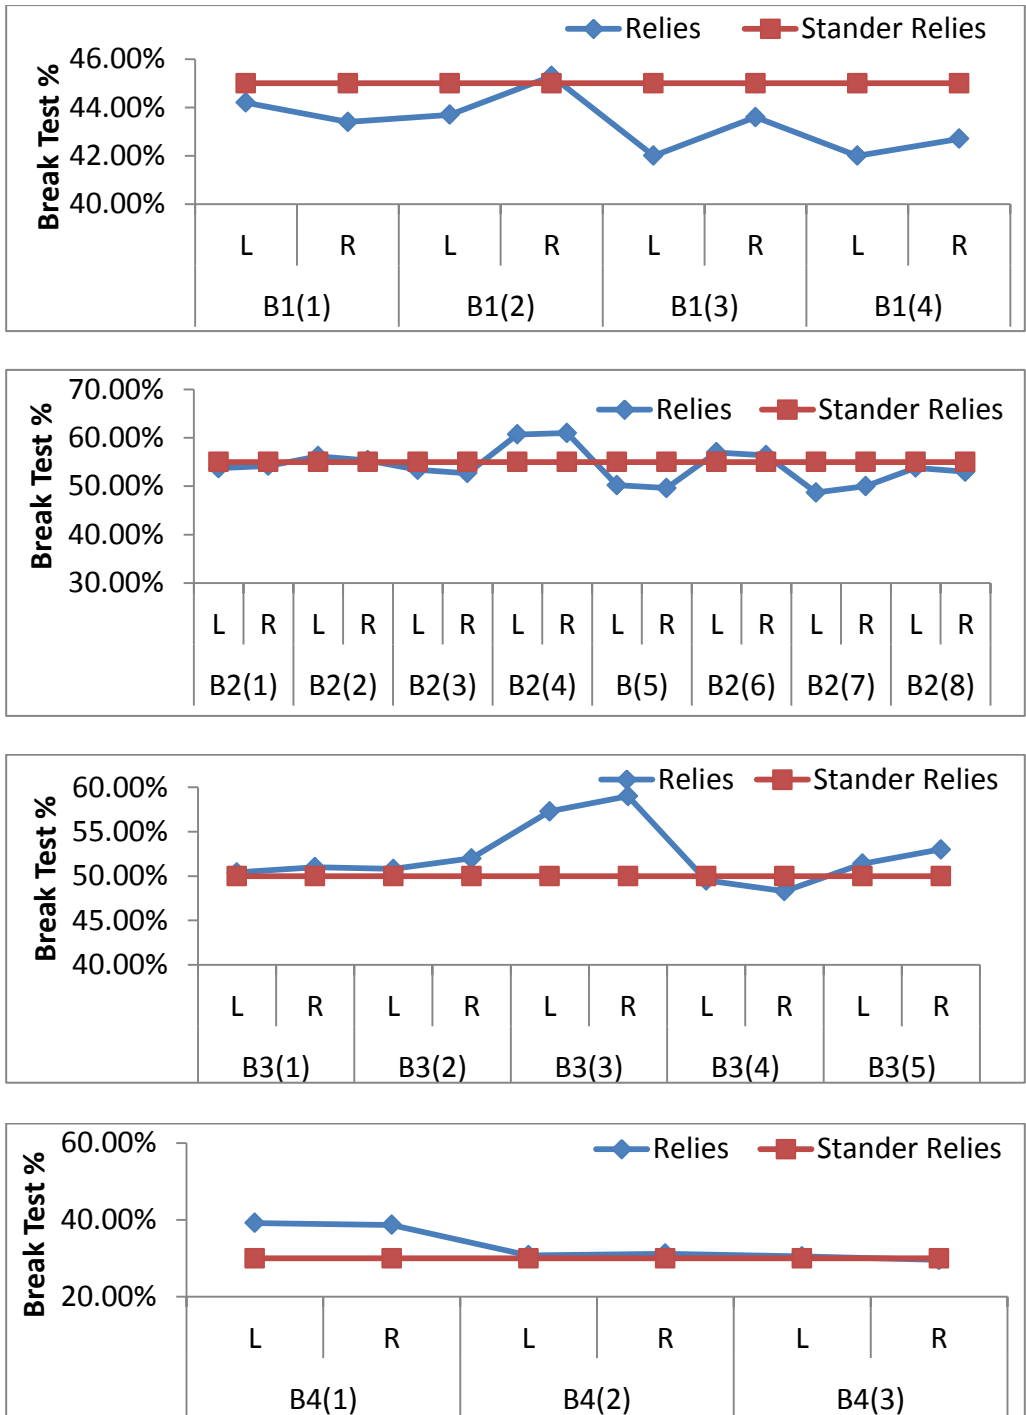 Relies Stander Relies
Break Test %
46.00%
44.00%
42.00%
40.00%
L R L R L R L R
B1(1) B1(2) B1(3) B1(4)
Relies Stander Relies
Break Test %
70.00%
60.00%
50.00%
40.00%
30.00%
L R L R L R L R L R L R L R L R
B2(1) B2(2) B2(3) B2(4) B(5) B2(6) B2(7) B2(8)
Relies Stander Relies
Break Test %
60.00%
55.00%
50.00%
45.00%
40.00%
L R L R L R L R L R
B3(1) B3(2) B3(3) B3(4) B3(5)
Relies Stander Relies
Break Test %
60.00%
40.00%
20.00%
L R L R L R
B4(1) B4(2) B4(3)